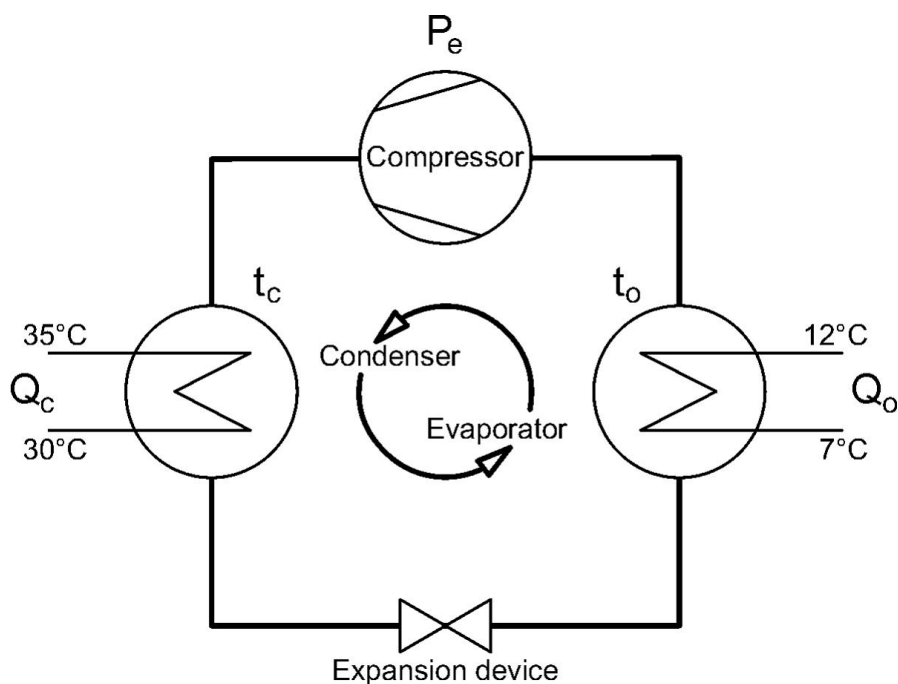 Pe
Compressor
tc
to
35°C
12°C
Condenser
Qc
Qo
Evaporator
30°C
7°C
Expansion device